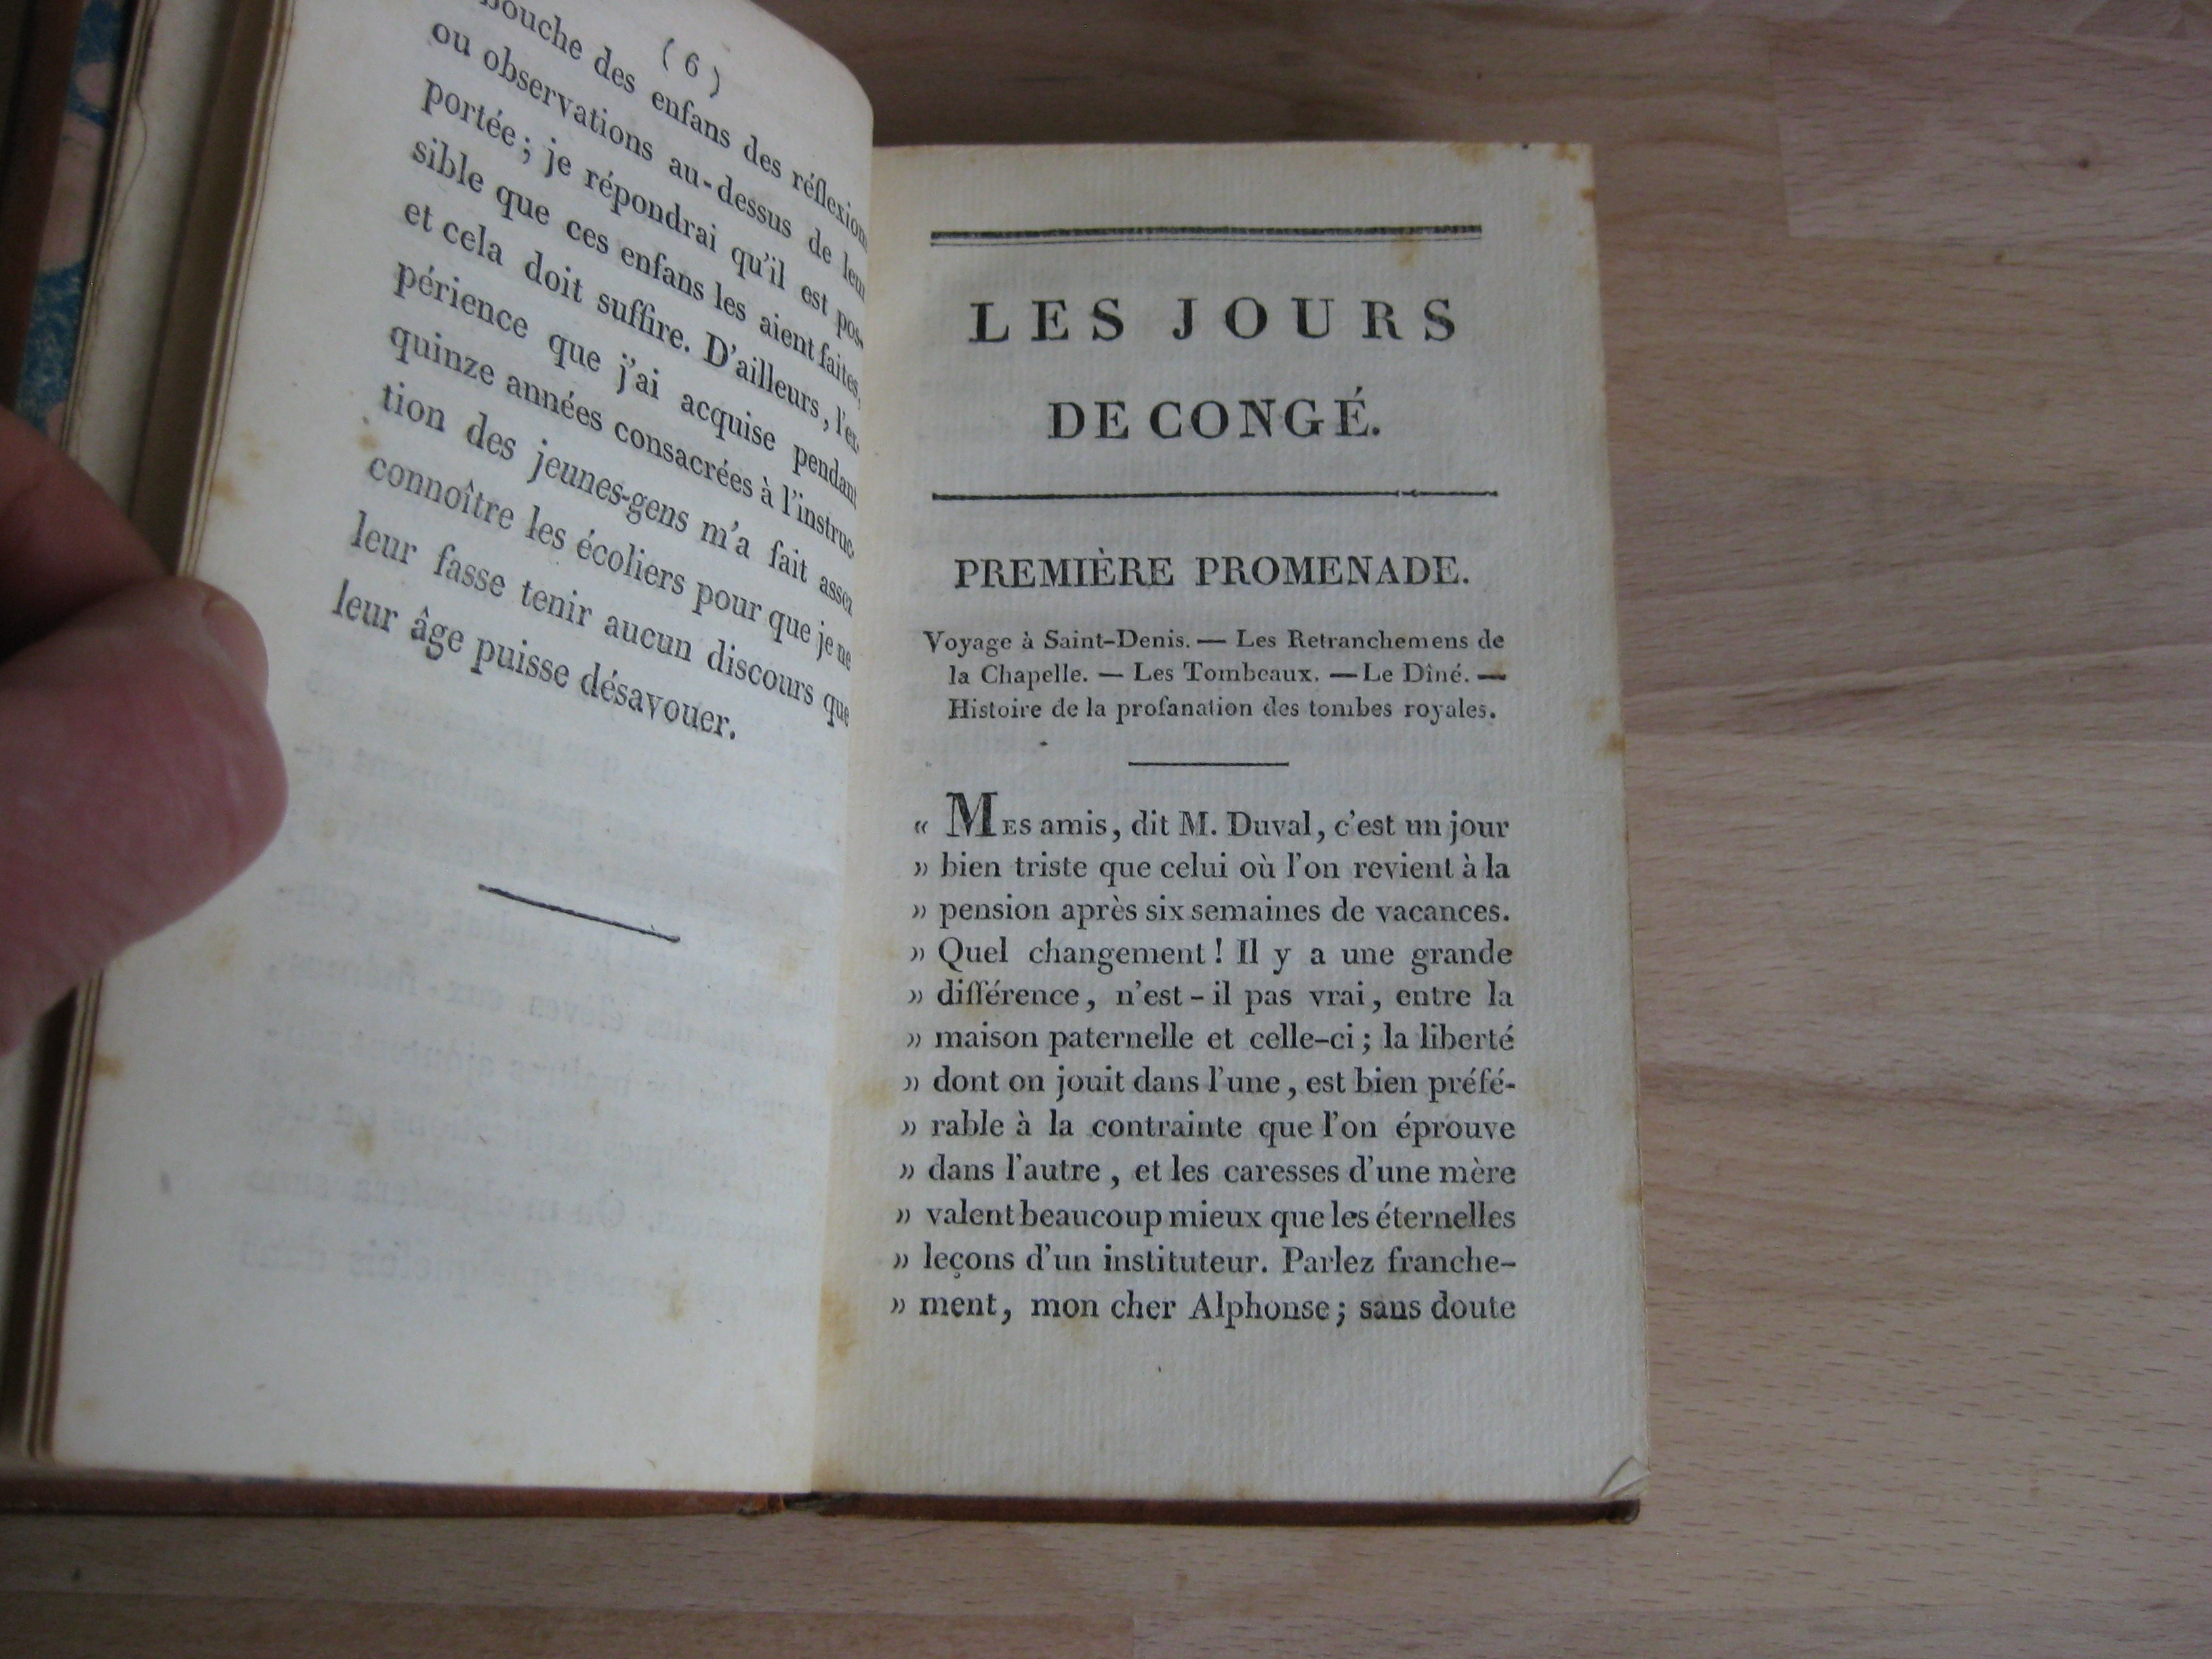 ( 6 )
bouche des enfans des réflexions
ou observations au-dessus de leur
portée ; je répondrai qu'il est pos-
sible que ces enfans les aient faites,
et cela doit suffire. D'ailleurs, l'ex-
périence que j'ai acquise pendant
quinze années consacrées à l'instruc-
tion des jeunes-gens m'a fait assez
connoître les écoliers pour que je ne
leur fasse tenir aucun discours que
leur âge puisse désavouer.
LES JOURS
DE CONGÉ.
PREMIÈRE PROMENADE.
Voyage à Saint-Denis. — Les Retranchemens de
la Chapelle. — Les Tombeaux. — Le Dîné. —
Histoire de la profanation des tombes royales.
« MES amis, dit M. Duval, c'est un jour
» bien triste que celui où l'on revient à la
» pension après six semaines de vacances.
» Quel changement ! Il y a une grande
» différence, n'est-il pas vrai, entre la
» maison paternelle et celle-ci ; la liberté
» dont on jouit dans l'une, est bien préfé-
» rable à la contrainte que l'on éprouve
» dans l'autre, et les caresses d'une mère
» valent beaucoup mieux que les éternelles
» leçons d'un instituteur. Parlez franche-
» ment, mon cher Alphonse ; sans doute